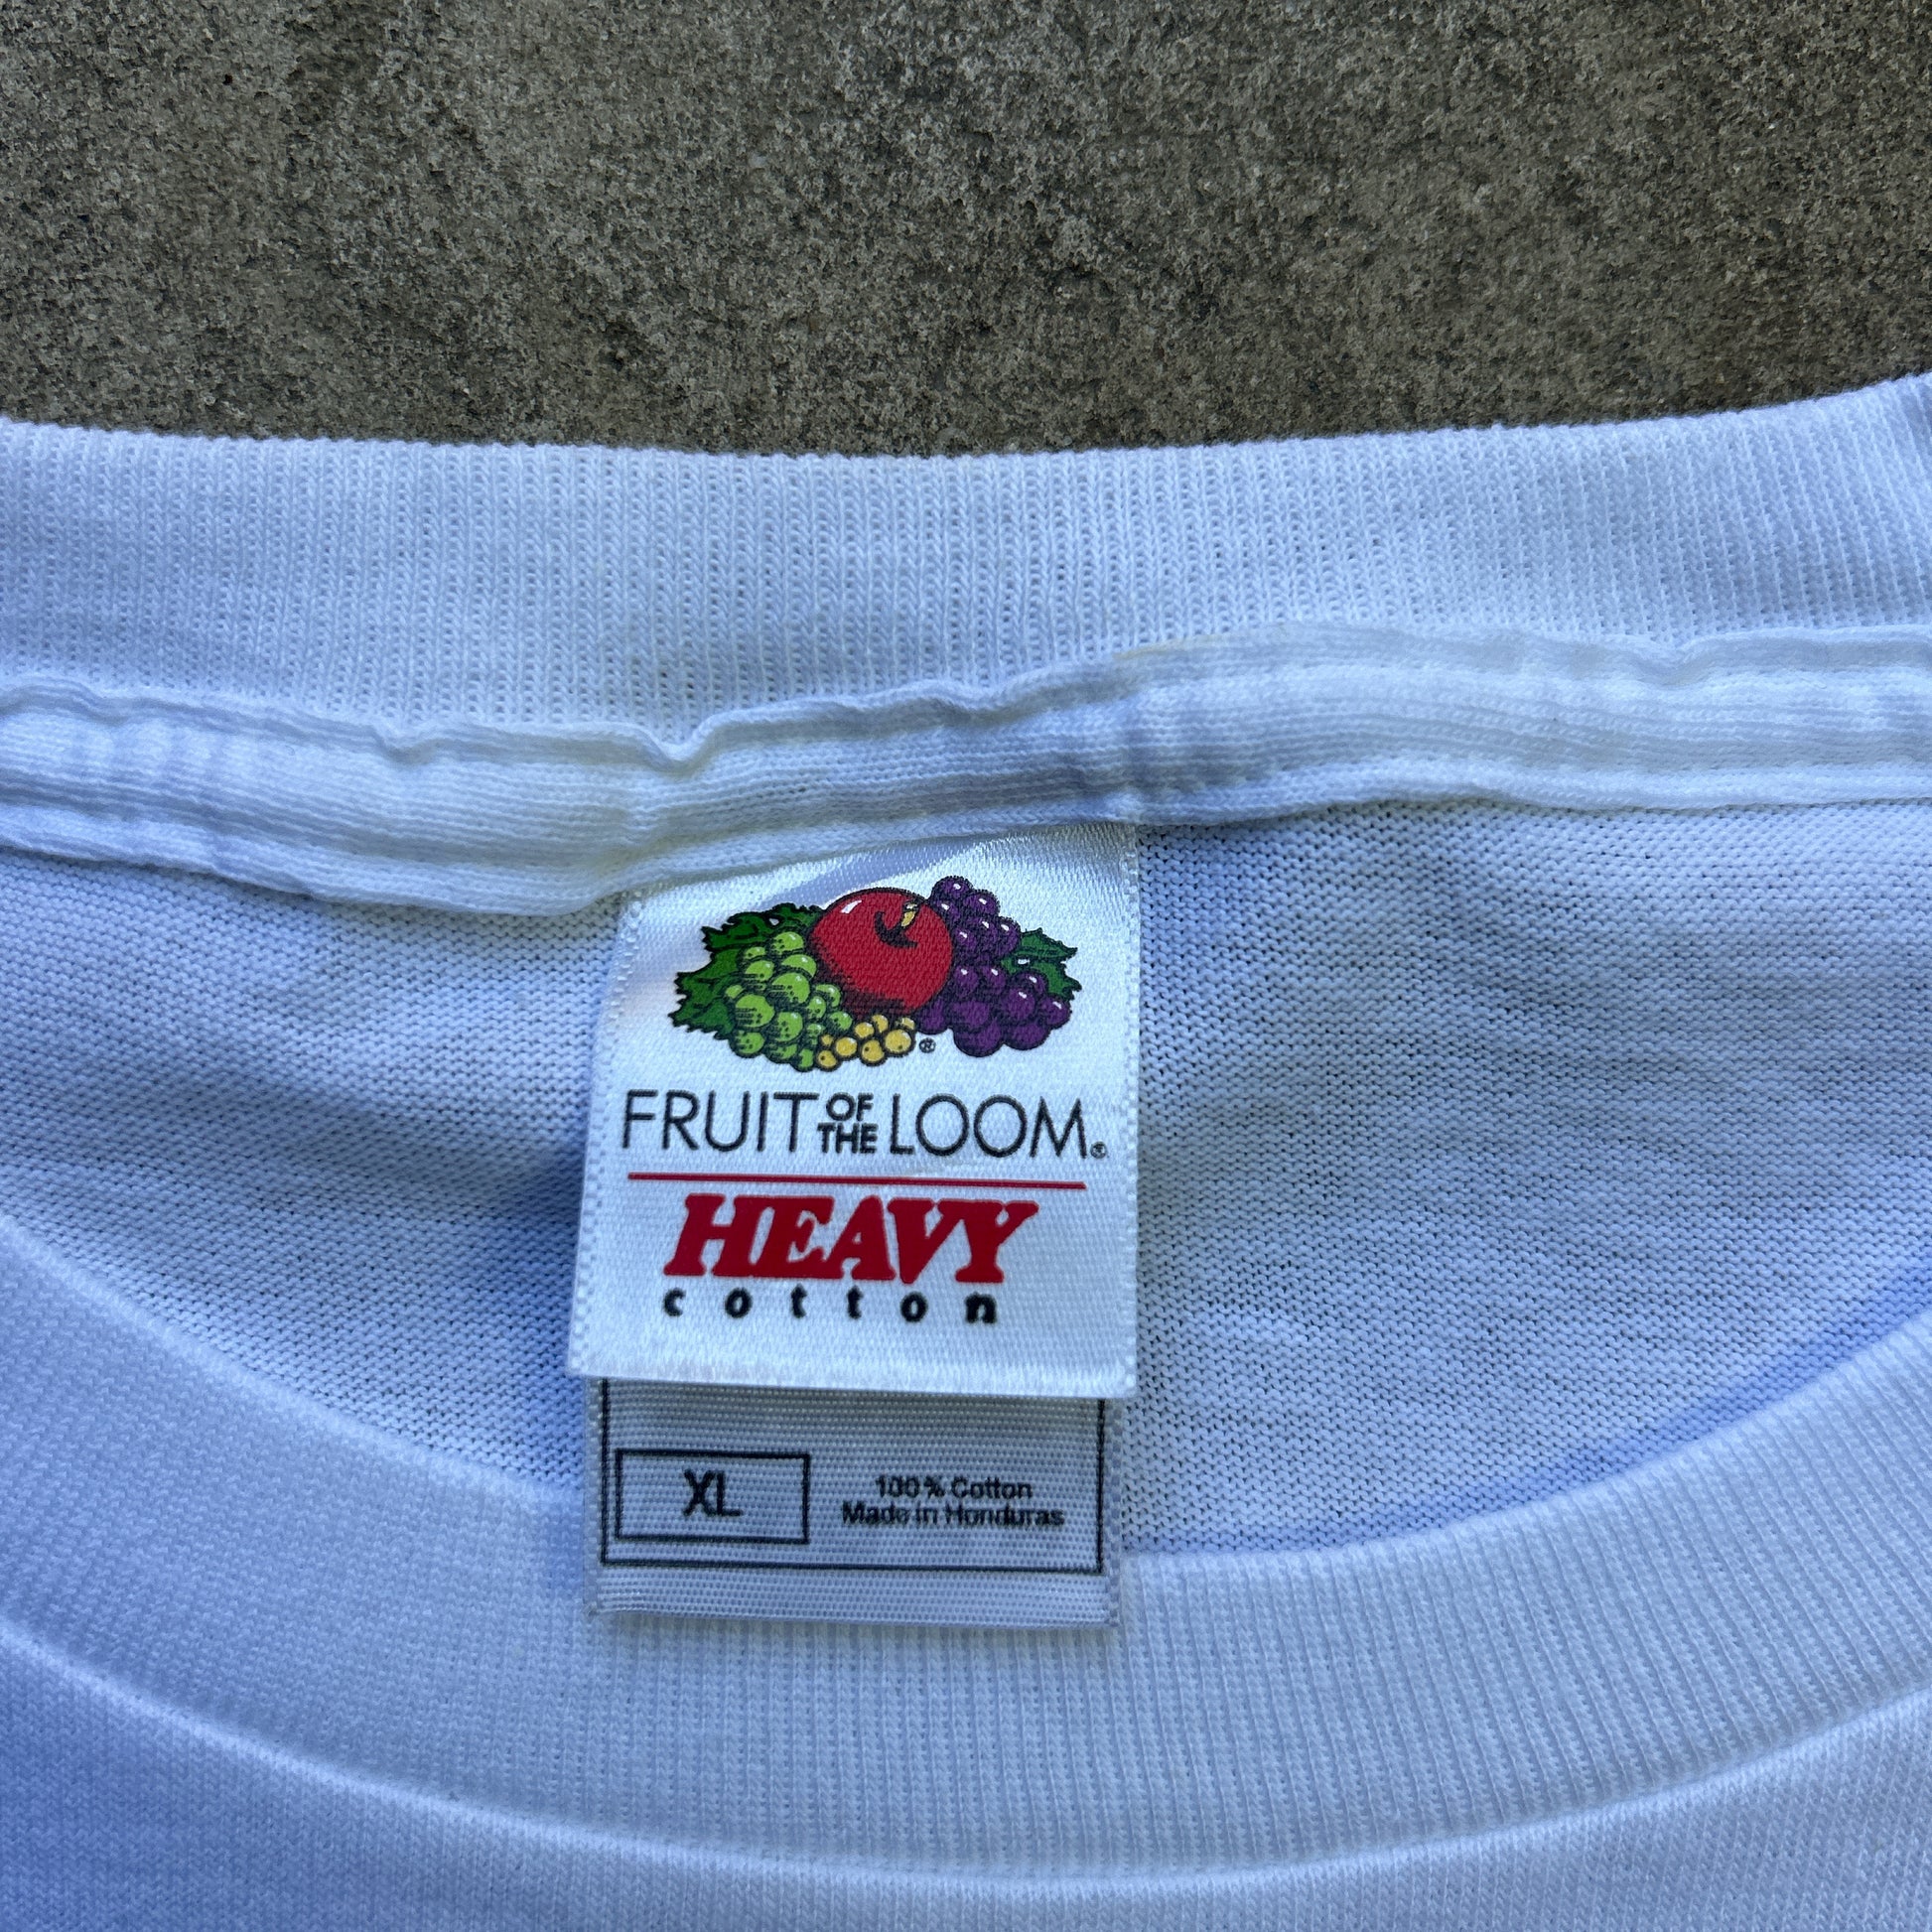 FRUIT OF THE LOOM®
HEAVY
cotton
XL
100% Cotton
Made in Honduras